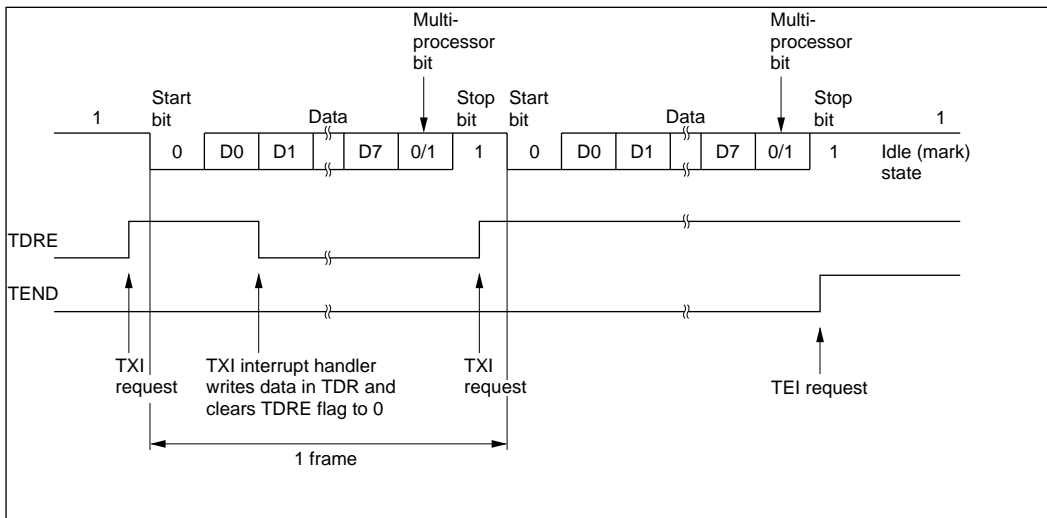 Multi-
processor
bit
Multi-
processor
bit
1
Start
bit
Data
Stop
bit
Start
bit
Data
Stop
bit
1
0
D0
D1
D7
0/1
1
0
D0
D1
D7
0/1
1
Idle (mark)
state
TDRE
TEND
TXI
request
TXI interrupt handler
writes data in TDR and
clears TDRE flag to 0
TXI
request
TEI request
1 frame